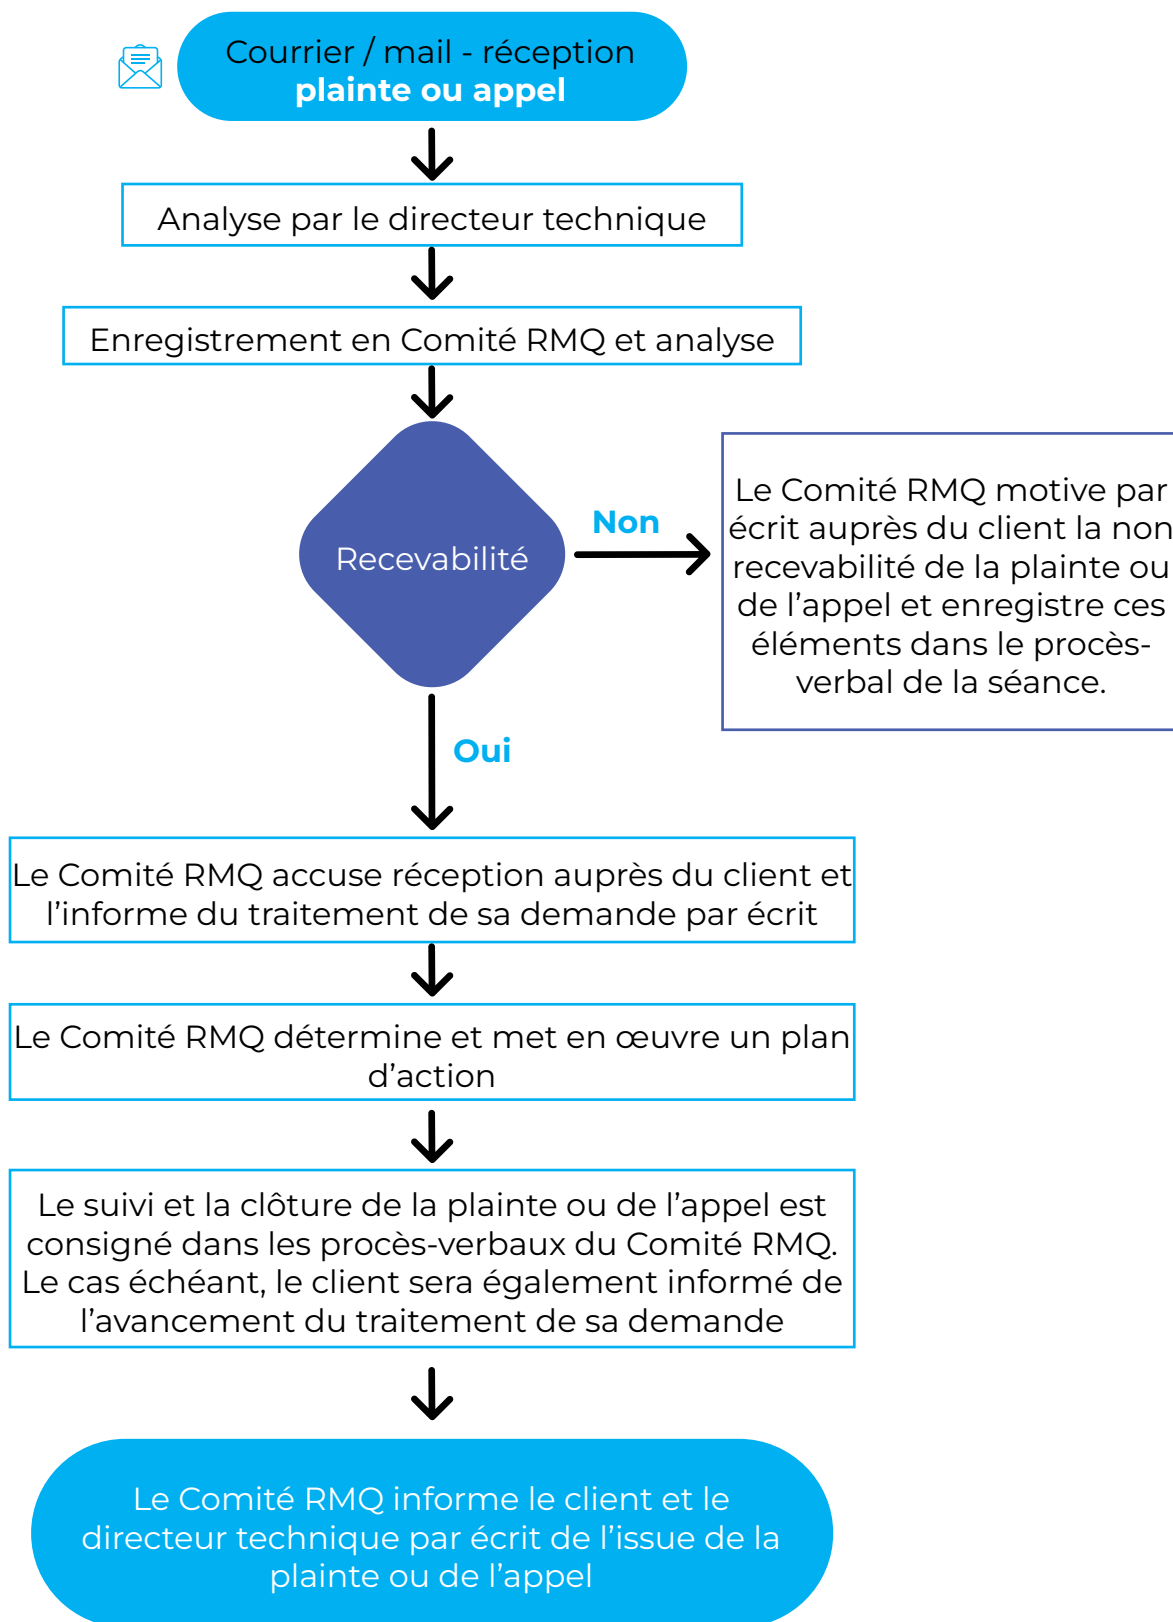 Courrier / mail - réception
plainte ou appel
Analyse par le directeur technique
Enregistrement en Comité RMQ et analyse
Recevabilité
Non
Le Comité RMQ motive par
écrit auprès du client la non
recevabilité de la plainte ou
de l’appel et enregistre ces
éléments dans le procès-
verbal de la séance.
Oui
Le Comité RMQ accuse réception auprès du client et
l’informe du traitement de sa demande par écrit
Le Comité RMQ détermine et met en œuvre un plan
d’action
Le suivi et la clôture de la plainte ou de l’appel est
consigné dans les procès-verbaux du Comité RMQ.
Le cas échéant, le client sera également informé de
l’avancement du traitement de sa demande
Le Comité RMQ informe le client et le
directeur technique par écrit de l’issue de la
plainte ou de l’appel